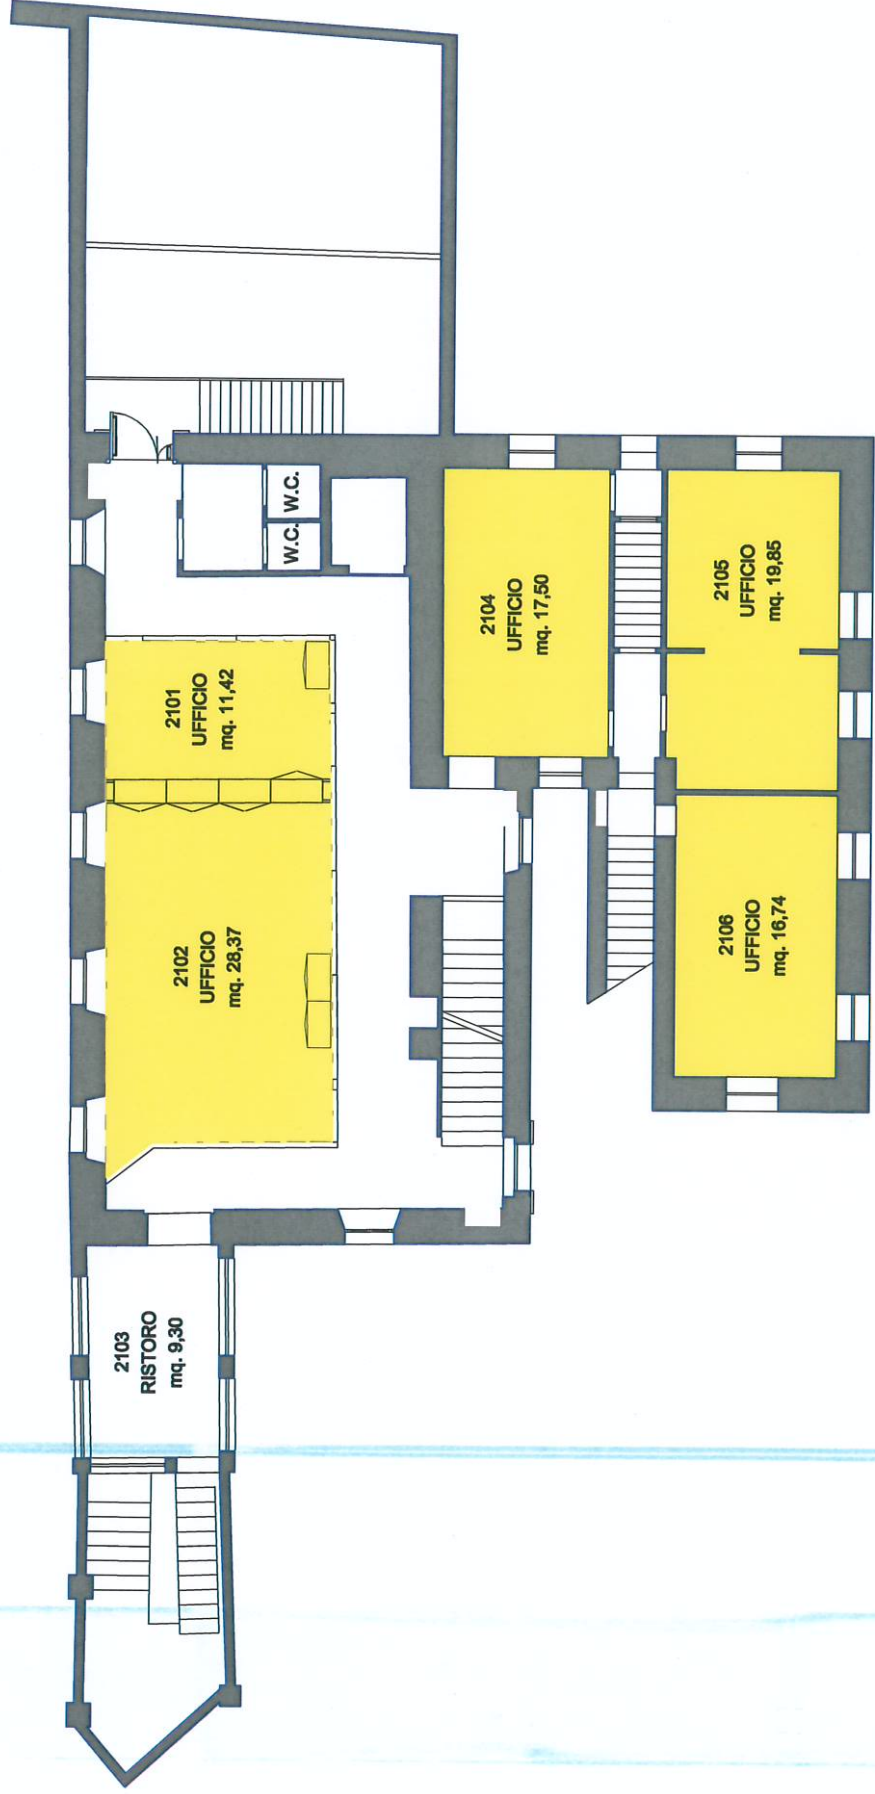 W.C.
W.C.
2104
UFFICIO
mq. 17,50
2105
UFFICIO
mq. 19,85
2101
UFFICIO
mq. 11,42
2102
UFFICIO
mq. 28,37
2106
UFFICIO
mq. 16,74
2103
RISTORO
mq. 9,30